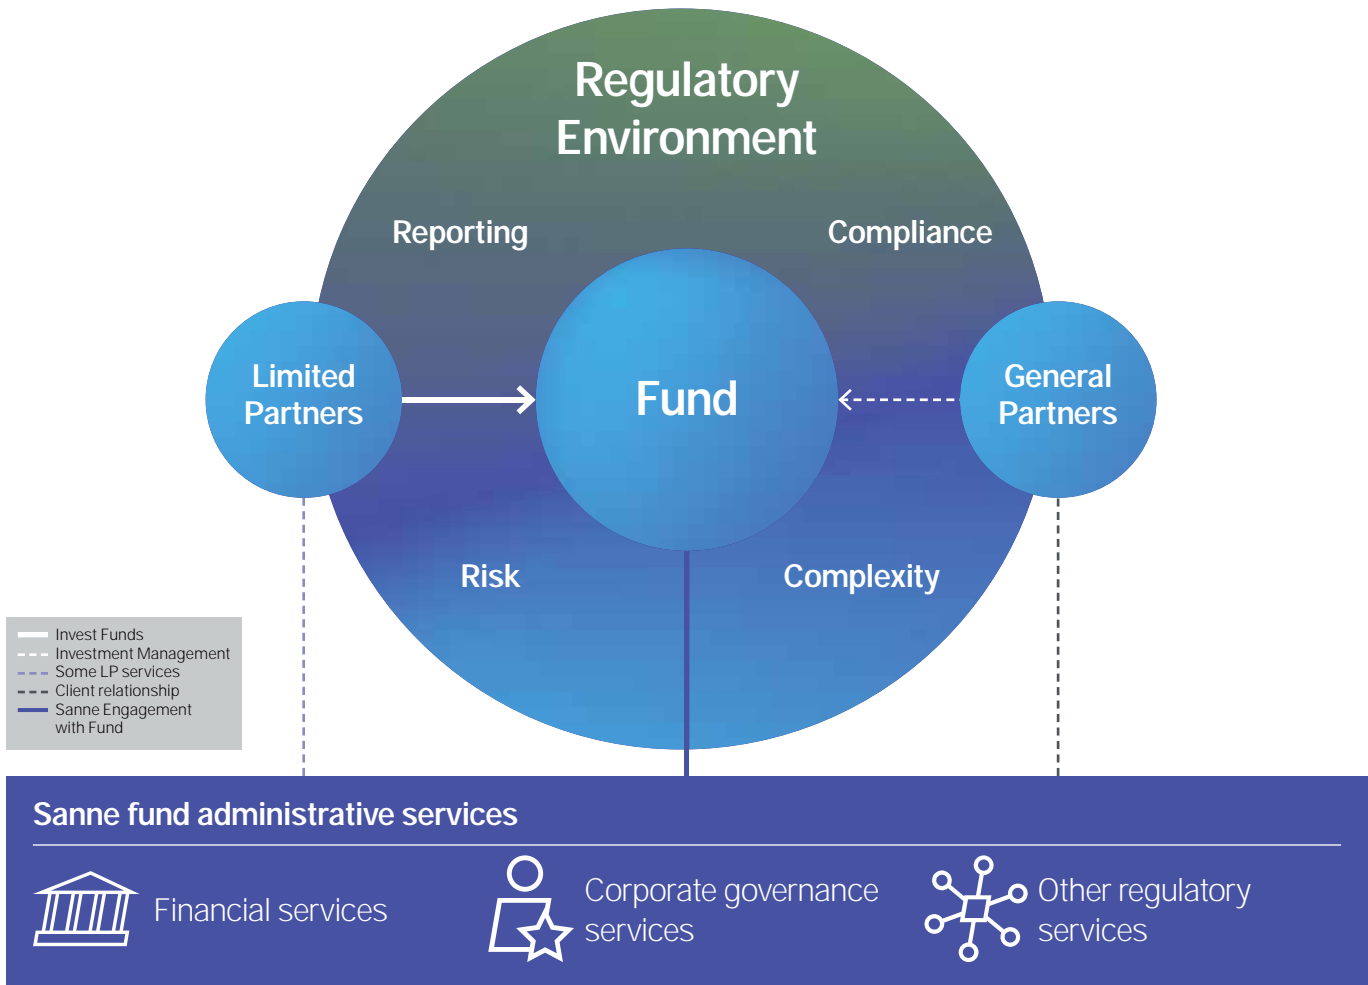 Regulatory
Environment
Reporting
Compliance
Limited
Partners
Fund
General
Partners
Risk
Complexity
Invest Funds
Investment Management
Some LP services
Client relationship
Sanne Engagement
with Fund
Sanne fund administrative services
Financial services
Corporate governance
services
Other regulatory
services